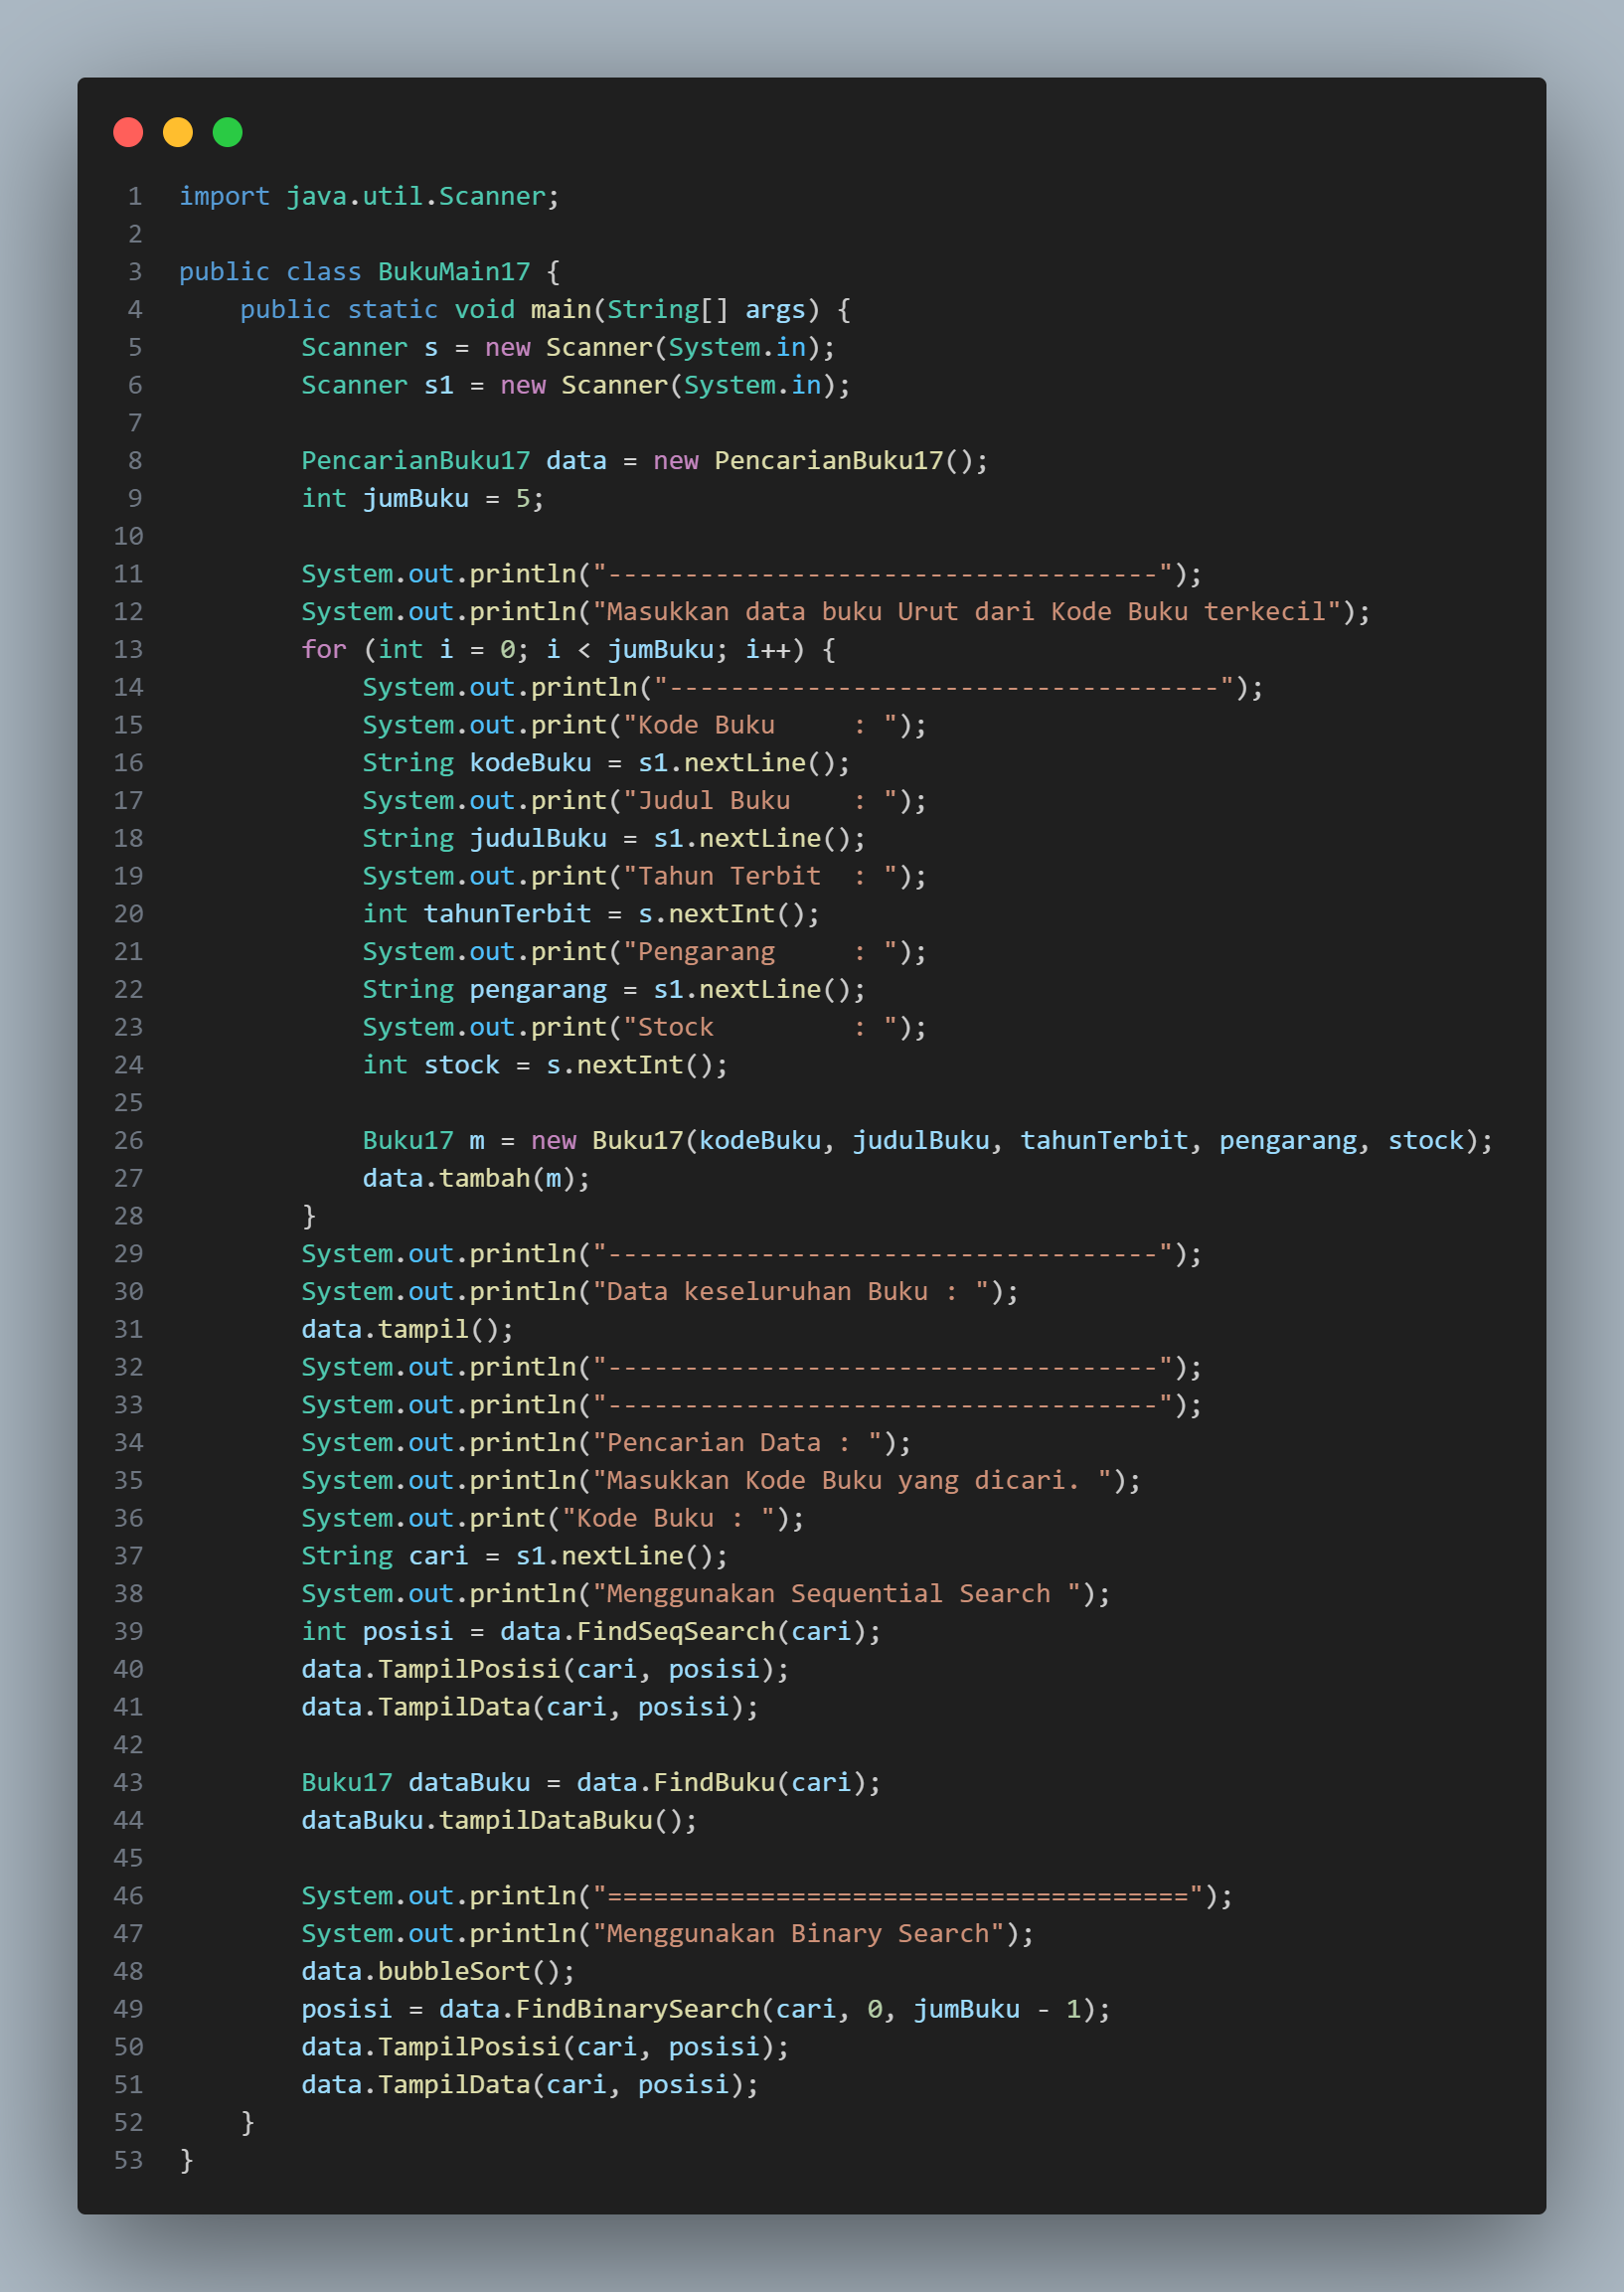 1 import java.util.Scanner;
2
3 public class BukuMain17 {
4     public static void main(String[] args) {
5         Scanner s = new Scanner(System.in);
6         Scanner s1 = new Scanner(System.in);
7
8         PencarianBuku17 data = new PencarianBuku17();
9         int jumBuku = 5;
10
11         System.out.println("------------------------------------");
12         System.out.println("Masukkan data buku Urut dari Kode Buku terkecil");
13         for (int i = 0; i < jumBuku; i++) {
14             System.out.println("------------------------------------");
15             System.out.print("Kode Buku     : ");
16             String kodeBuku = s1.nextLine();
17             System.out.print("Judul Buku    : ");
18             String judulBuku = s1.nextLine();
19             System.out.print("Tahun Terbit  : ");
20             int tahunTerbit = s.nextInt();
21             System.out.print("Pengarang     : ");
22             String pengarang = s1.nextLine();
23             System.out.print("Stock         : ");
24             int stock = s.nextInt();
25
26             Buku17 m = new Buku17(kodeBuku, judulBuku, tahunTerbit, pengarang, stock);
27             data.tambah(m);
28         }
29         System.out.println("------------------------------------");
30         System.out.println("Data keseluruhan Buku : ");
31         data.tampil();
32         System.out.println("------------------------------------");
33         System.out.println("------------------------------------");
34         System.out.println("Pencarian Data : ");
35         System.out.println("Masukkan Kode Buku yang dicari. ");
36         System.out.print("Kode Buku : ");
37         String cari = s1.nextLine();
38         System.out.println("Menggunakan Sequential Search ");
39         int posisi = data.FindSeqSearch(cari);
40         data.TampilPosisi(cari, posisi);
41         data.TampilData(cari, posisi);
42
43         Buku17 dataBuku = data.FindBuku(cari);
44         dataBuku.tampilDataBuku();
45
46         System.out.println("======================================");
47         System.out.println("Menggunakan Binary Search");
48         data.bubbleSort();
49         posisi = data.FindBinarySearch(cari, 0, jumBuku - 1);
50         data.TampilPosisi(cari, posisi);
51         data.TampilData(cari, posisi);
52     }
53 }